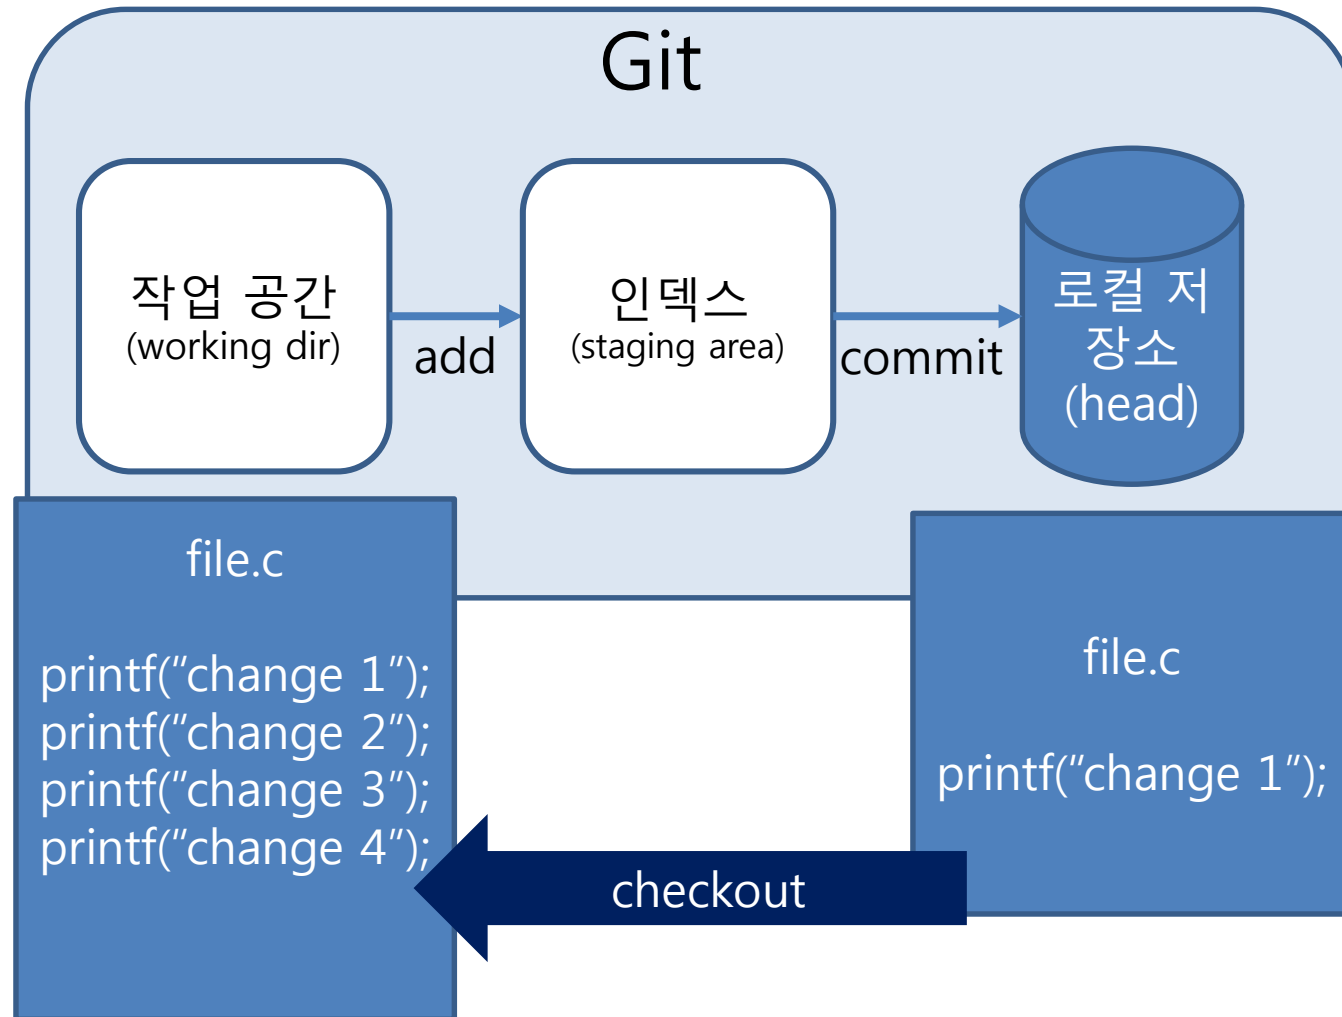 Git
작업 공간
(working dir)
add
인덱스
(staging area)
commit
로컬 저
장소
(head)
file.c
printf(“change 1”);
printf(“change 2”);
printf(“change 3”);
printf(“change 4”);
file.c
printf(“change 1”);
checkout